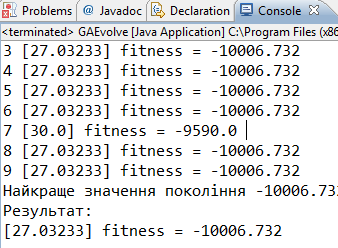 Problems @ Javadoc Declaration Console
<terminated> GAEvolve [Java Application] C:\Program Files (x86
3 [27.03233] fitness = -10006.732
4 [27.03233] fitness = -10006.732
5 [27.03233] fitness = -10006.732
6 [27.03233] fitness = -10006.732
7 [30.0] fitness = -9590.0
8 [27.03233] fitness = -10006.732
9 [27.03233] fitness = -10006.732
Найкраще значення покоління -10006.73
Результат:
[27.03233] fitness = -10006.732